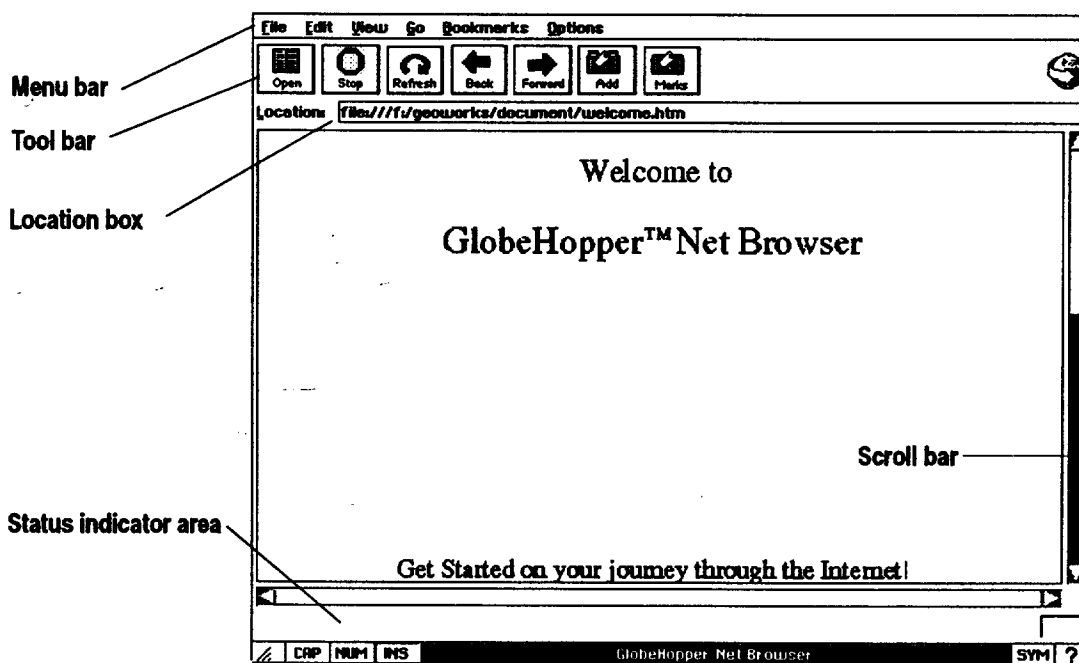 File Edit View Go Bookmarks Options
Open Stop Refresh Back Forward Add Marks
Menu bar
Location: file:///f:/geoworks/document/welcome.htm
Tool bar
Welcome to
Location box
GlobeHopper™ Net Browser
Scroll bar
Status indicator area
Get Started on your journey through the Internet
CAP NUM INS GlobeHopper Net Browser SYM ?